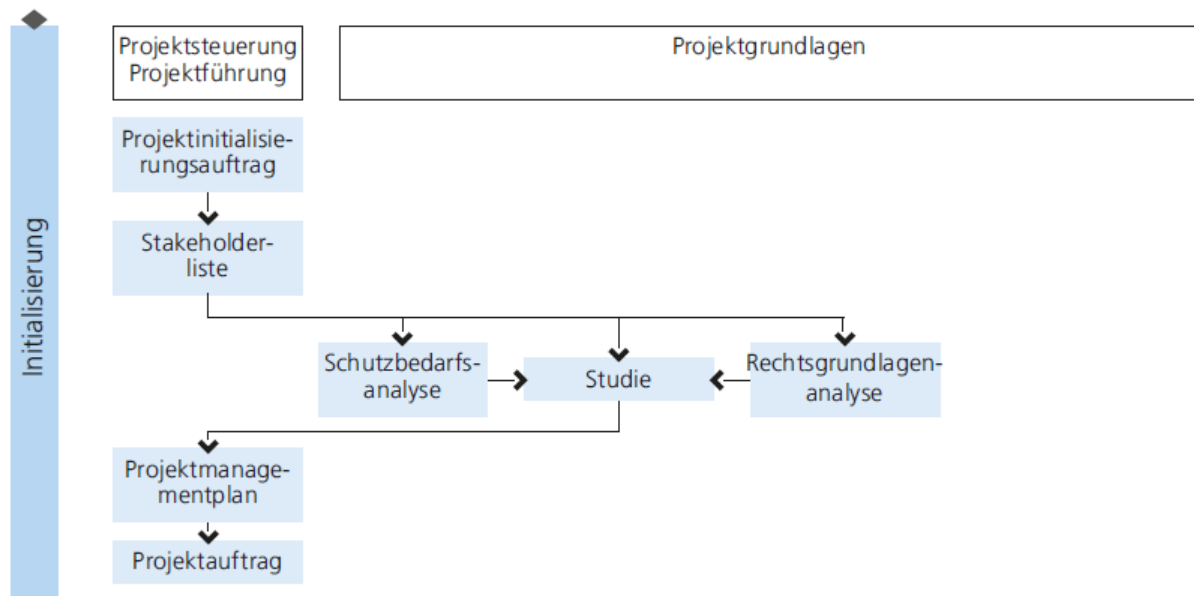 Initialisierung
Projektsteuerung
Projektführung
Projektgrundlagen
Projektinitialisie-
rungsauftrag
Stakeholder-
liste
Schutzbedarfs-
analyse
Studie
Rechtsgrundlagen-
analyse
Projektmanage-
mentplan
Projektauftrag